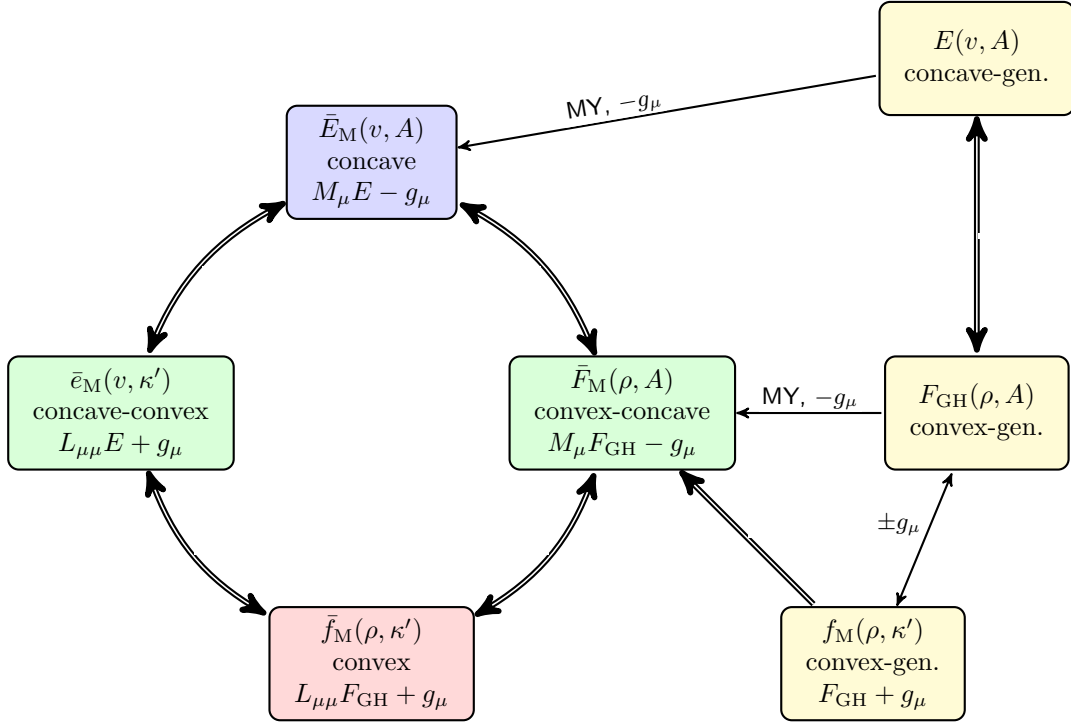 E(v, A)
concave-gen.
MY, −g_μ
Ē_M(v, A)
concave
M_μE − g_μ
ē_M(v, κ′)
concave-convex
L_μμE + g_μ
F̄_M(ρ, A)
convex-concave
M_μF_GH − g_μ
MY, −g_μ
F_GH(ρ, A)
convex-gen.
±g_μ
f̄_M(ρ, κ′)
convex
L_μμF_GH + g_μ
f_M(ρ, κ′)
convex-gen.
F_GH + g_μ